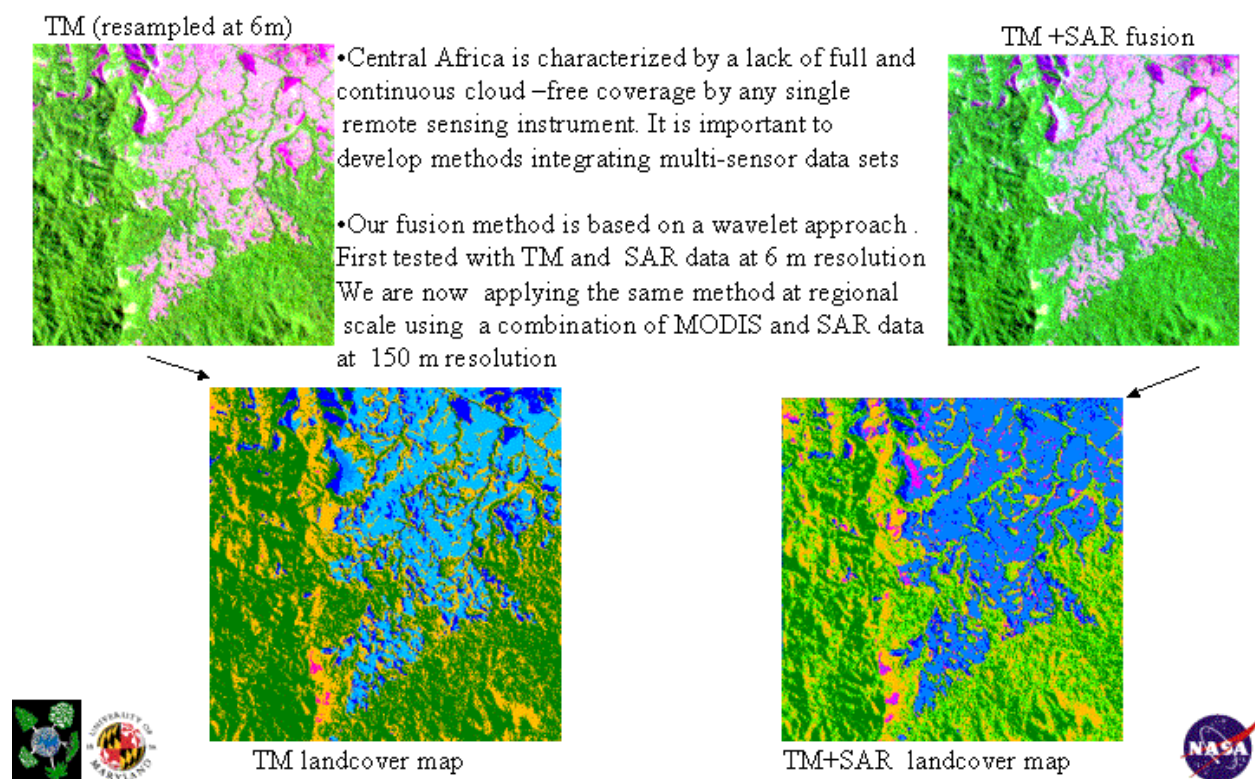 TM (resampled at 6m)
TM +SAR fusion
•Central Africa is characterized by a lack of full and
continuous cloud –free coverage by any single
remote sensing instrument. It is important to
develop methods integrating multi-sensor data sets
•Our fusion method is based on a wavelet approach .
First tested with TM and SAR data at 6 m resolution
We are now applying the same method at regional
scale using a combination of MODIS and SAR data
at 150 m resolution
TM landcover map
TM+SAR landcover map
UNIVERSITY OF
MARYLAND
NASA